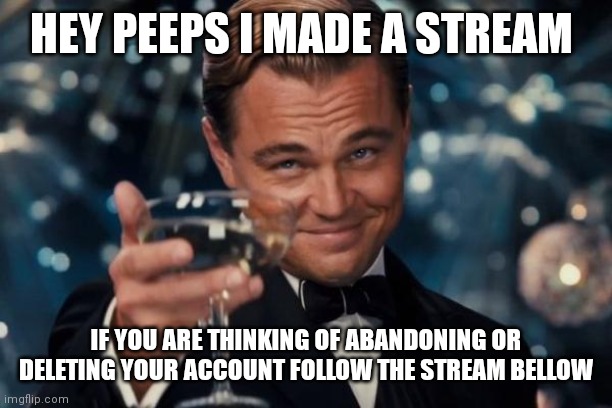 HEY PEEPS I MADE A STREAM
IF YOU ARE THINKING OF ABANDONING OR
DELETING YOUR ACCOUNT FOLLOW THE STREAM BELLOW
imgflip.com